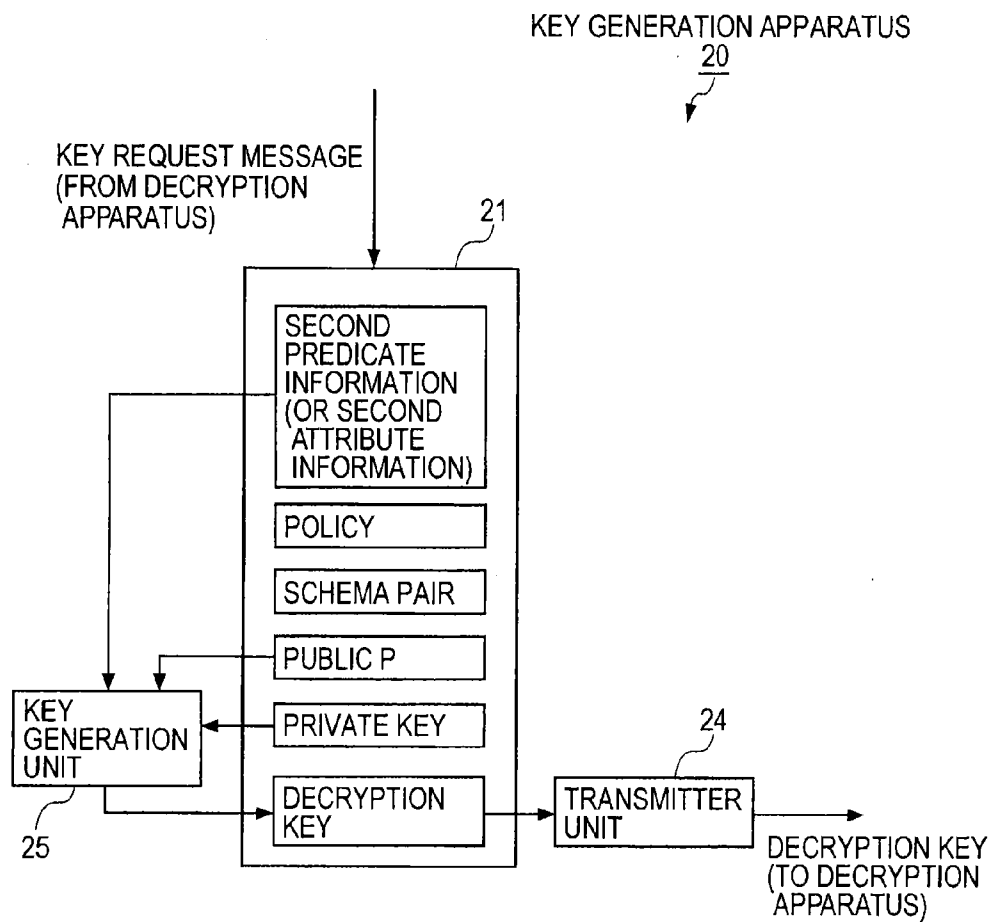 KEY GENERATION APPARATUS
20
KEY REQUEST MESSAGE
(FROM DECRYPTION
APPARATUS)
21
SECOND
PREDICATE
INFORMATION
(OR SECOND
ATTRIBUTE
INFORMATION)
POLICY
SCHEMA PAIR
PUBLIC P
KEY
GENERATION
UNIT
25
PRIVATE KEY
DECRYPTION
KEY
24
TRANSMITTER
UNIT
DECRYPTION KEY
(TO DECRYPTION
APPARATUS)